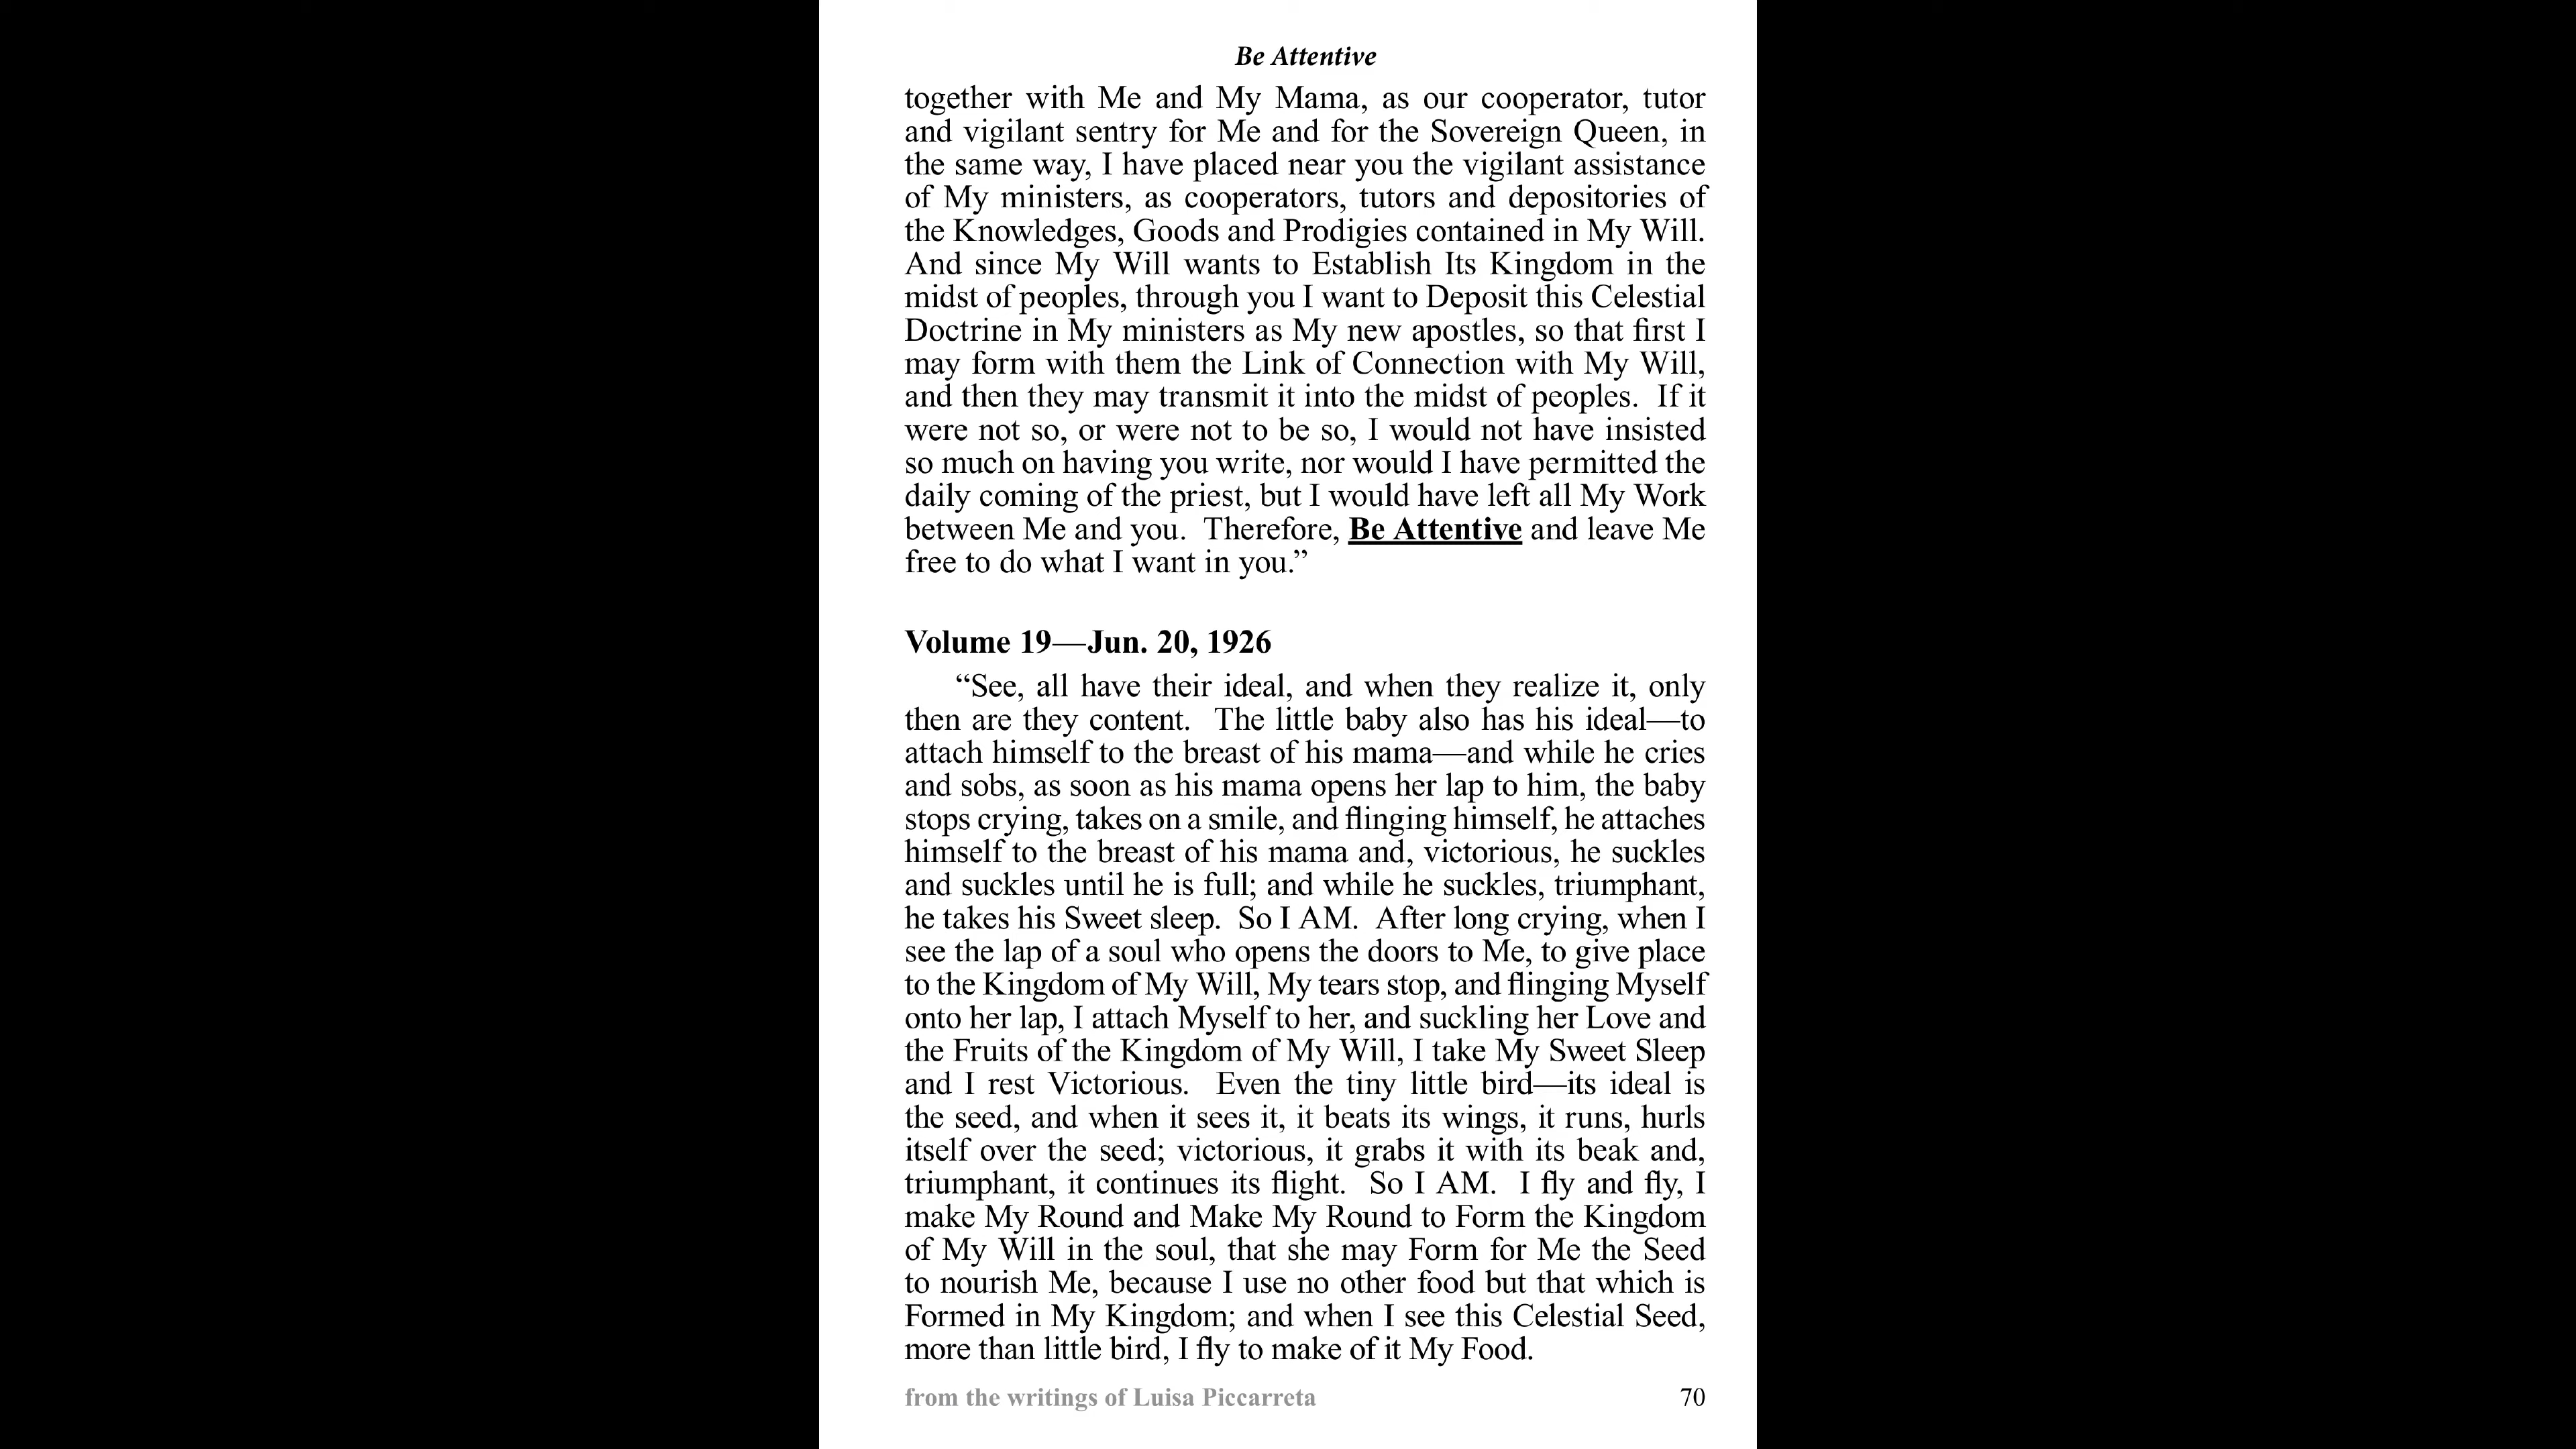 Be Attentive
together with Me and My Mama, as our cooperator, tutor
and vigilant sentry for Me and for the Sovereign Queen, in
the same way, I have placed near you the vigilant assistance
of My ministers, as cooperators, tutors and depositories of
the Knowledges, Goods and Prodigies contained in My Will.
And since My Will wants to Establish Its Kingdom in the
midst of peoples, through you I want to Deposit this Celestial
Doctrine in My ministers as My new apostles, so that first I
may form with them the Link of Connection with My Will,
and then they may transmit it into the midst of peoples.  If it
were not so, or were not to be so, I would not have insisted
so much on having you write, nor would I have permitted the
daily coming of the priest, but I would have left all My Work
between Me and you.  Therefore, Be Attentive and leave Me
free to do what I want in you.”
Volume 19—Jun. 20, 1926
“See, all have their ideal, and when they realize it, only
then are they content.  The little baby also has his ideal—to
attach himself to the breast of his mama—and while he cries
and sobs, as soon as his mama opens her lap to him, the baby
stops crying, takes on a smile, and flinging himself, he attaches
himself to the breast of his mama and, victorious, he suckles
and suckles until he is full; and while he suckles, triumphant,
he takes his Sweet sleep.  So I AM.  After long crying, when I
see the lap of a soul who opens the doors to Me, to give place
to the Kingdom of My Will, My tears stop, and flinging Myself
onto her lap, I attach Myself to her, and suckling her Love and
the Fruits of the Kingdom of My Will, I take My Sweet Sleep
and I rest Victorious.  Even the tiny little bird—its ideal is
the seed, and when it sees it, it beats its wings, it runs, hurls
itself over the seed; victorious, it grabs it with its beak and,
triumphant, it continues its flight.  So I AM.  I fly and fly, I
make My Round and Make My Round to Form the Kingdom
of My Will in the soul, that she may Form for Me the Seed
to nourish Me, because I use no other food but that which is
Formed in My Kingdom; and when I see this Celestial Seed,
more than little bird, I fly to make of it My Food.
from the writings of Luisa Piccarreta 70